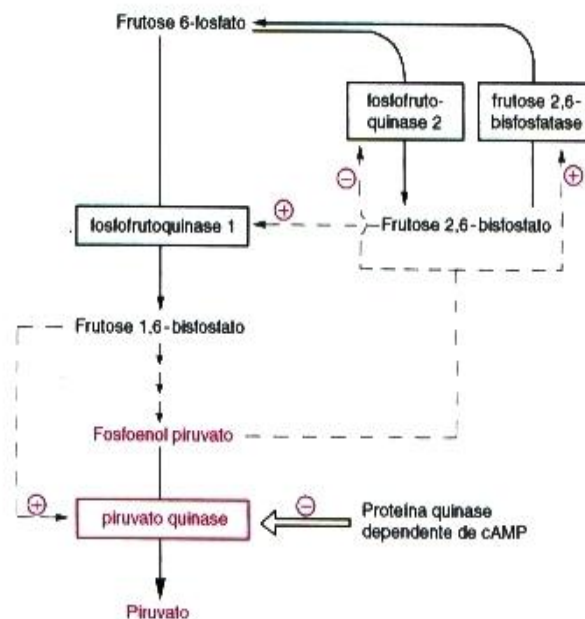 Frutose 6-fosfato
fosfofruto-
quinase 2
frutose 2,6-
bisfosfatase
−
+
fosfofrutoquinase 1
+
Frutose 2,6-bisfosfato
Frutose 1,6-bisfosfato
Fosfoenol piruvato
+
piruvato quinase
−
Proteína quinase
dependente de cAMP
Piruvato